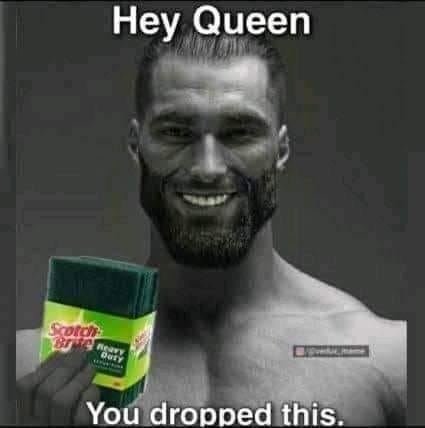 Hey Queen
Scotch-
Brite
Heavy
Duty
You dropped this.